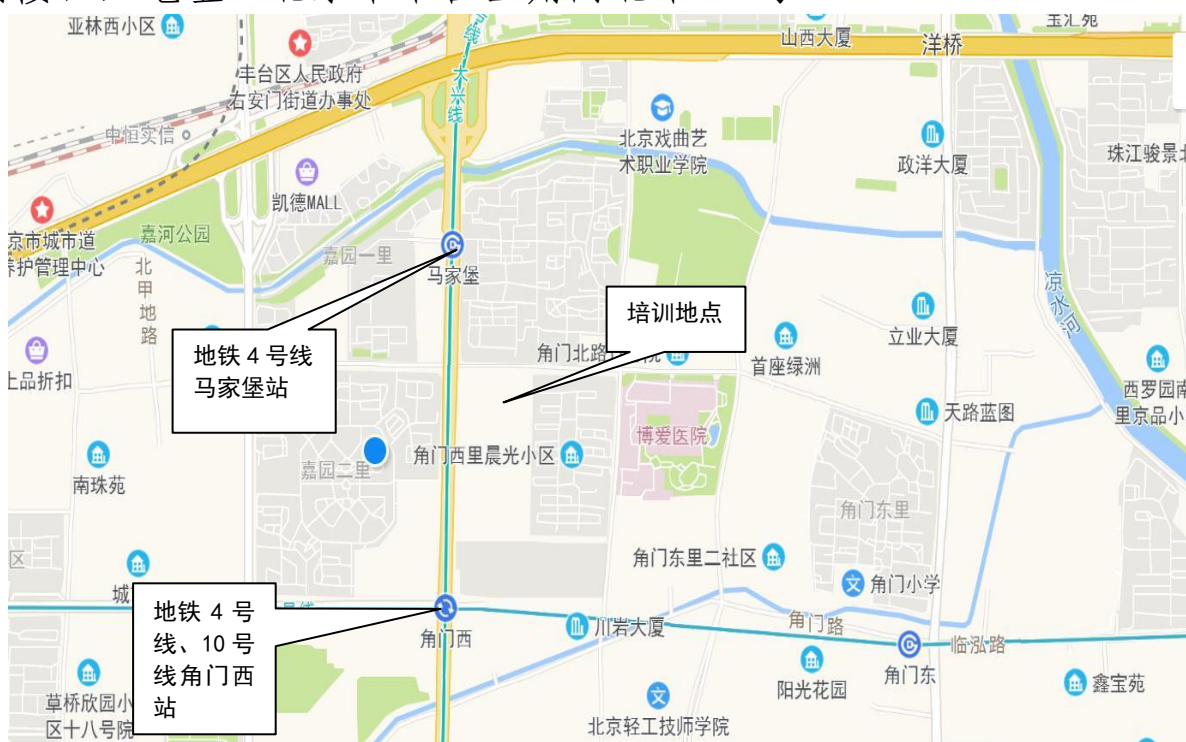 亚林西小区
宝汇苑
号线
山西大厦
洋桥
丰台区人民政府
右安门街道办事处
大兴线
中恒实信
北京戏曲艺
术职业学院
政洋大厦
珠江骏景北
凯德MALL
嘉河公园
京市城市道
养护管理中心
北甲地路
嘉园一里
马家堡
凉水河
地铁 4 号线
马家堡站
培训地点
立业大厦
角门北路
首座绿洲
上品折扣
西罗园南
里京品小
天路蓝图
博爱医院
角门西里晨光小区
嘉园二里
南珠苑
角门东里
区
角门东里二社区
角门小学
城
地铁 4 号
线、10 号
线角门西
站
角门西
川岩大厦
角门路
临泓路
角门东
阳光花园
鑫宝苑
草桥欣园小
区十八号院
北京轻工技师学院